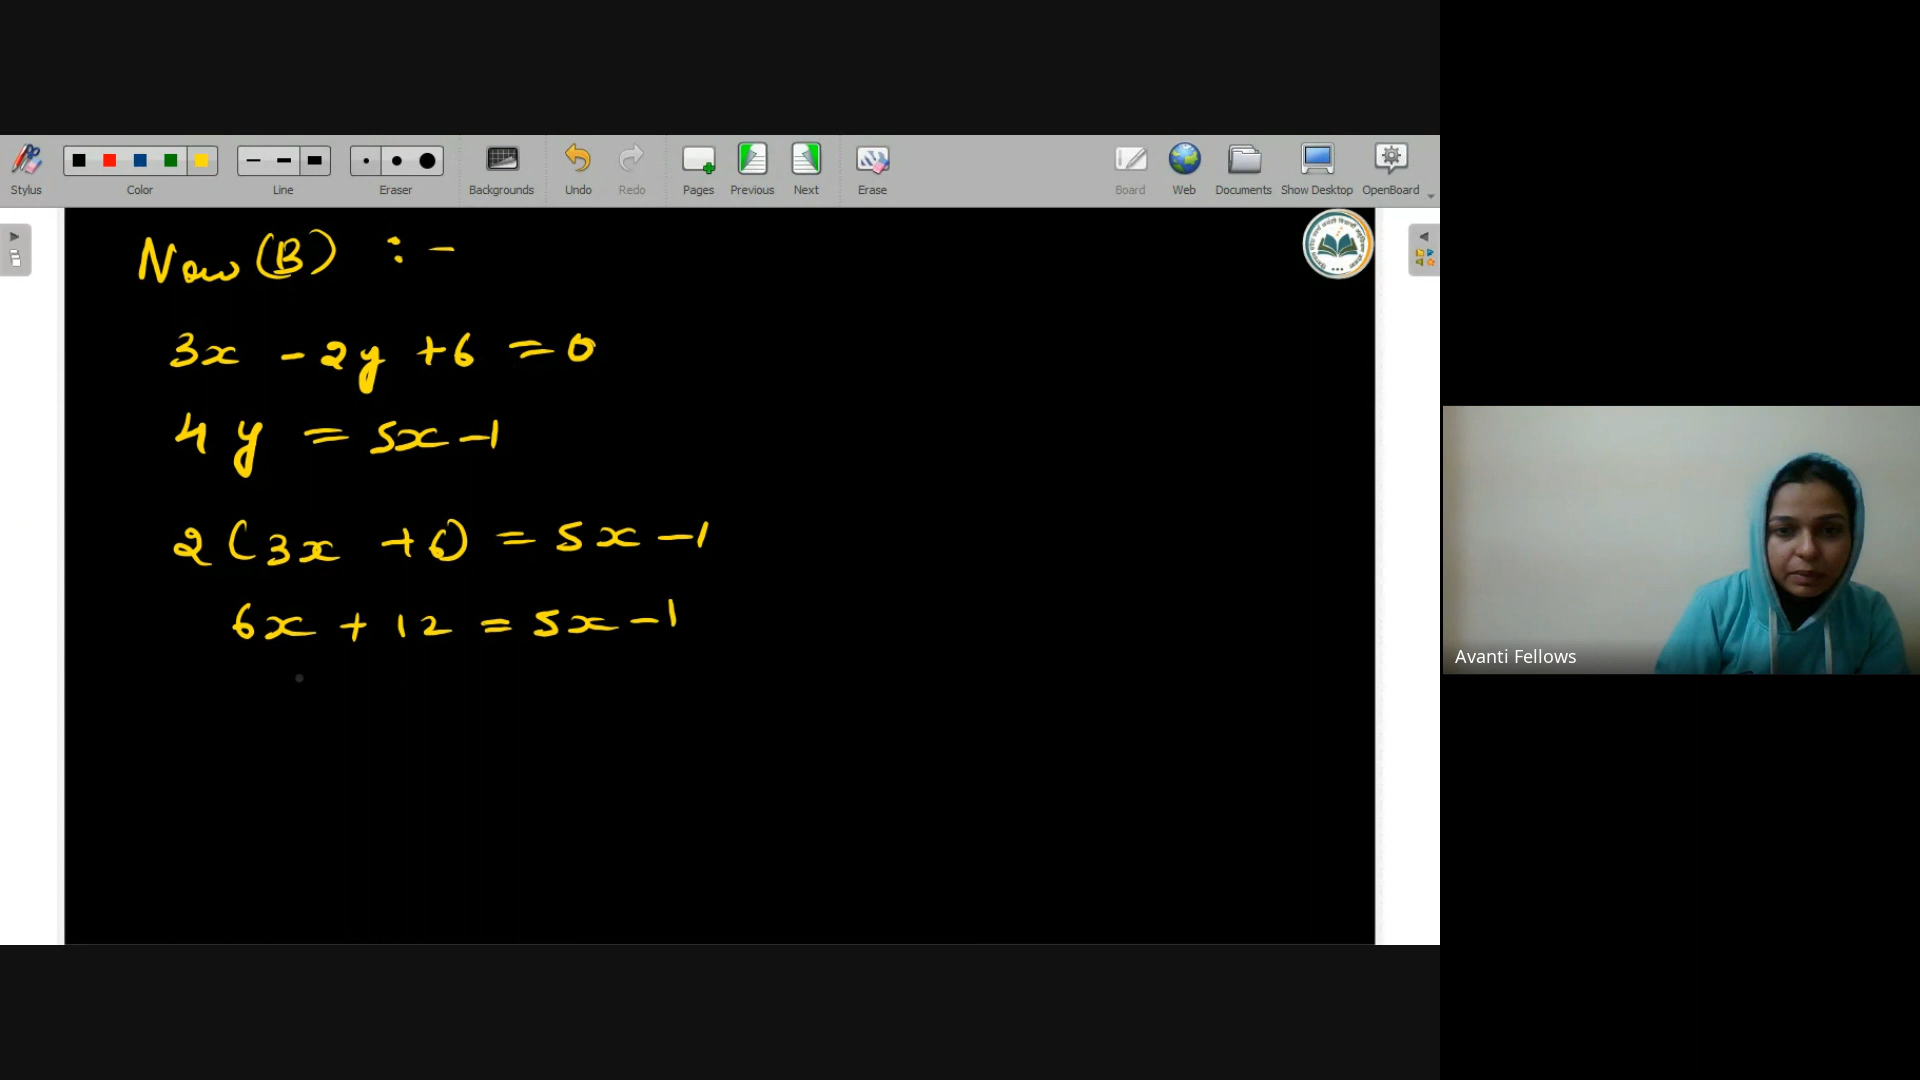 Stylus
Color
Line
Eraser
Backgrounds
Undo
Redo
Pages
Previous
Next
Erase
Board
Web
Documents
Show Desktop
OpenBoard
Now (B) :-
3x - 2y + 6 = 0
4y = 5x - 1
2(3x + 6) = 5x - 1
6x + 12 = 5x - 1
Avanti Fellows